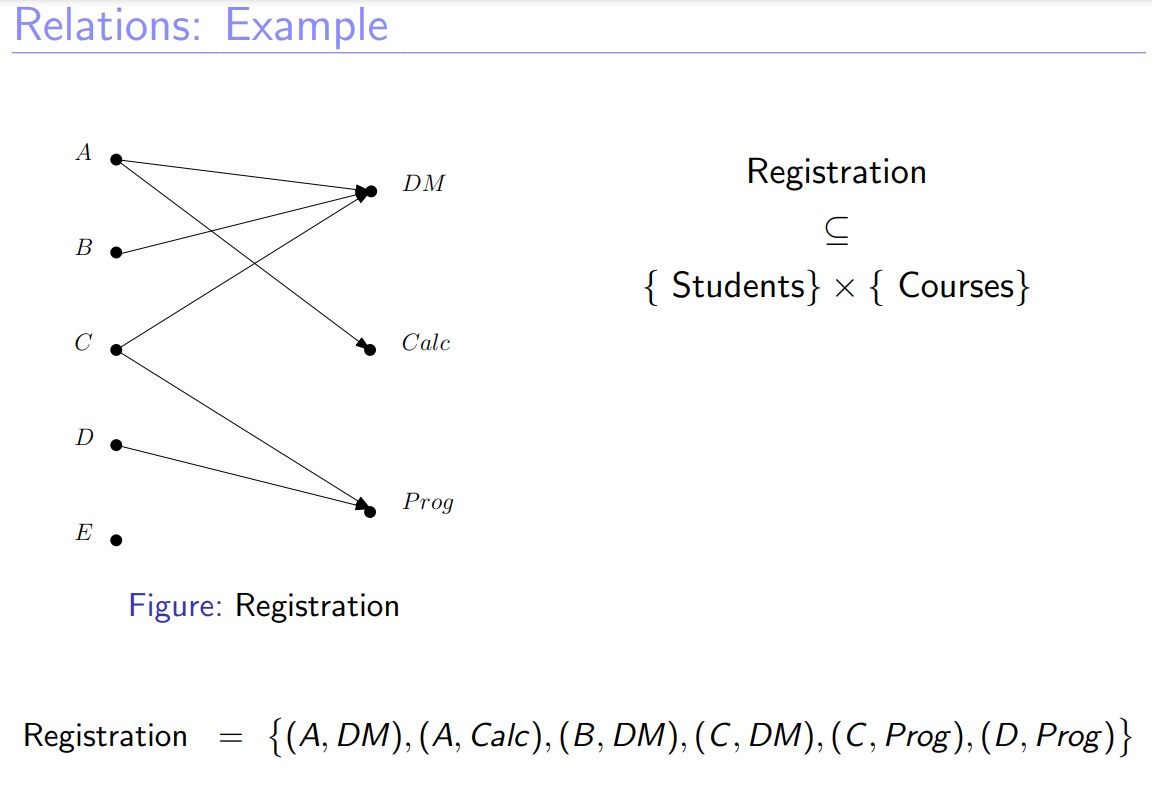 Relations: Example
A
DM
B
C
Calc
D
Prog
E
Figure: Registration
Registration
⊆
{ Students} × { Courses}
Registration = {(A, DM), (A, Calc), (B, DM), (C, DM), (C, Prog), (D, Prog)}